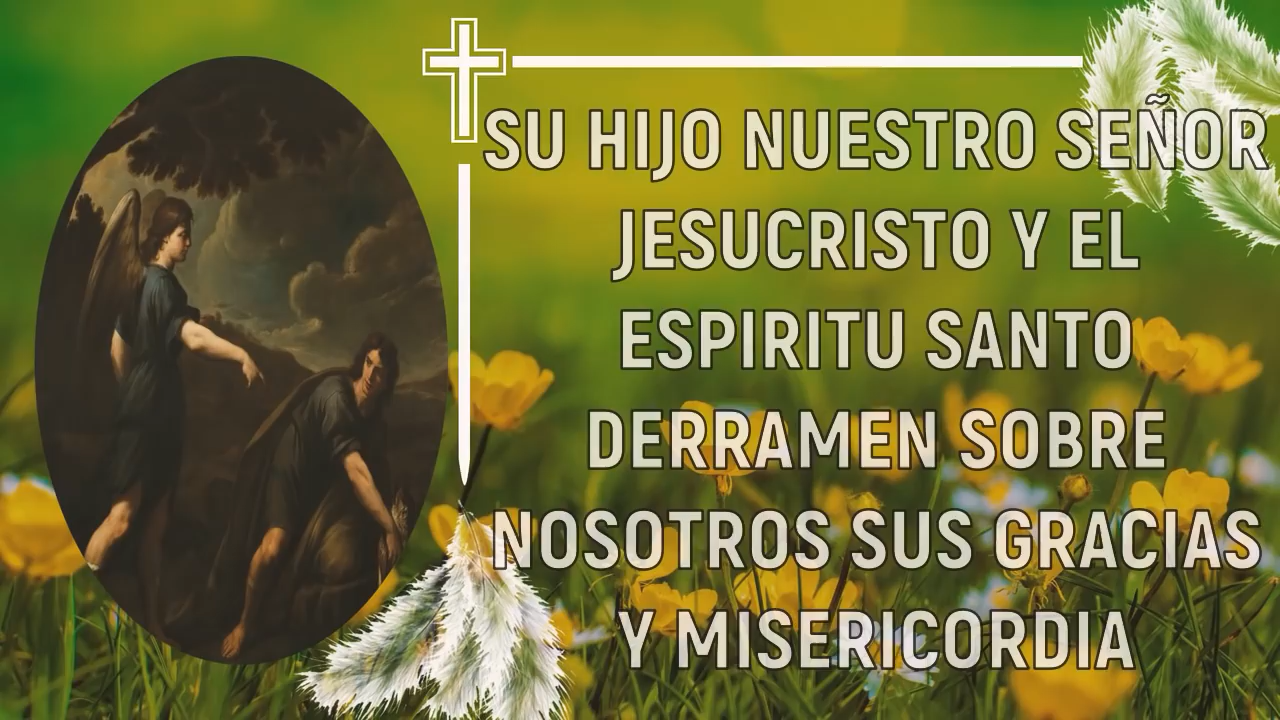 SU HIJO NUESTRO SEÑOR
JESUCRISTO Y EL
ESPIRITU SANTO
DERRAMEN SOBRE
NOSOTROS SUS GRACIAS
Y MISERICORDIA